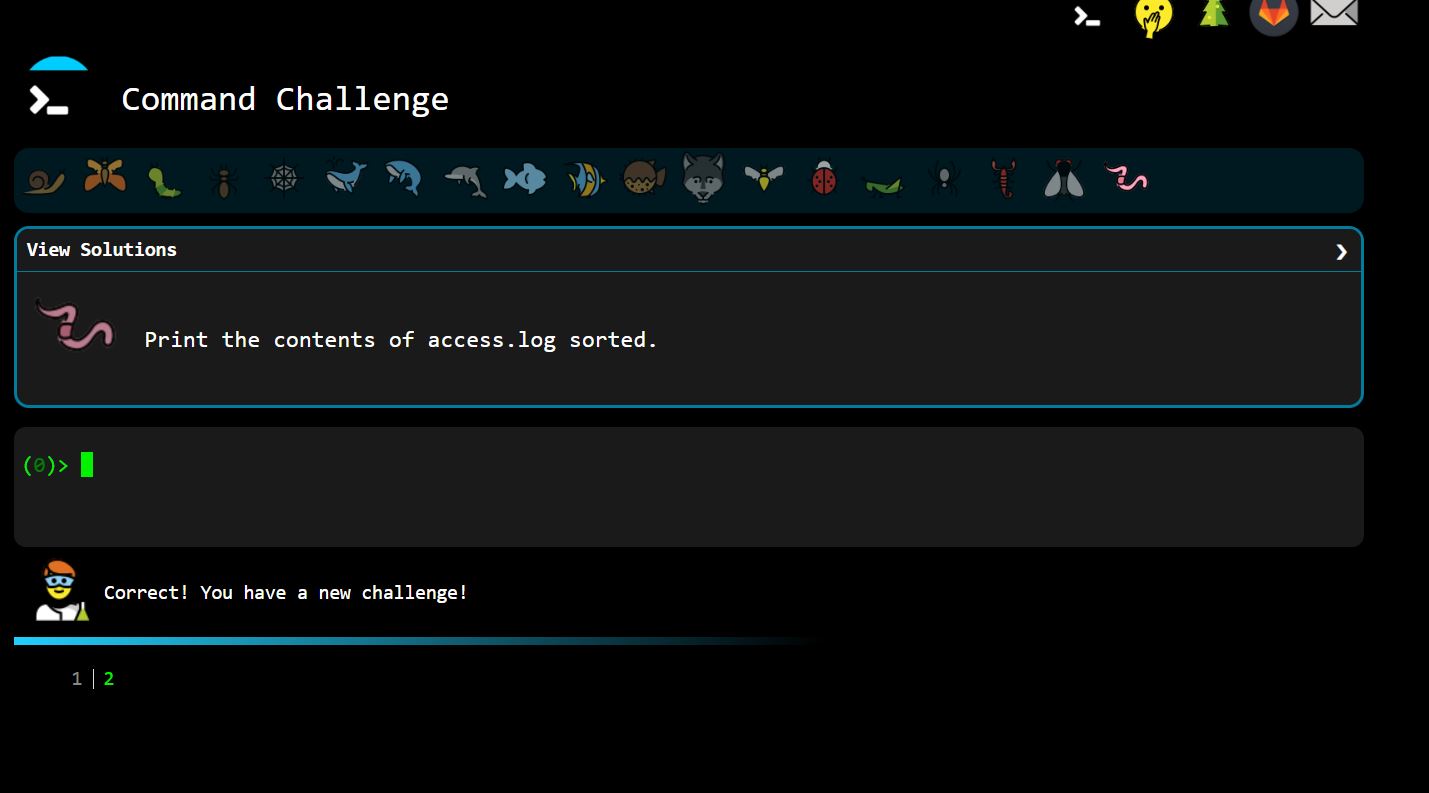 Command Challenge
View Solutions
Print the contents of access.log sorted.
(0)>
Correct! You have a new challenge!
1 | 2